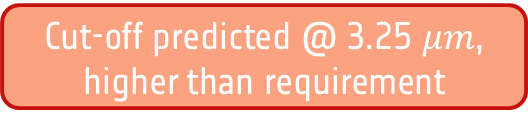 Cut-off predicted @ 3.25 μm,
higher than requirement